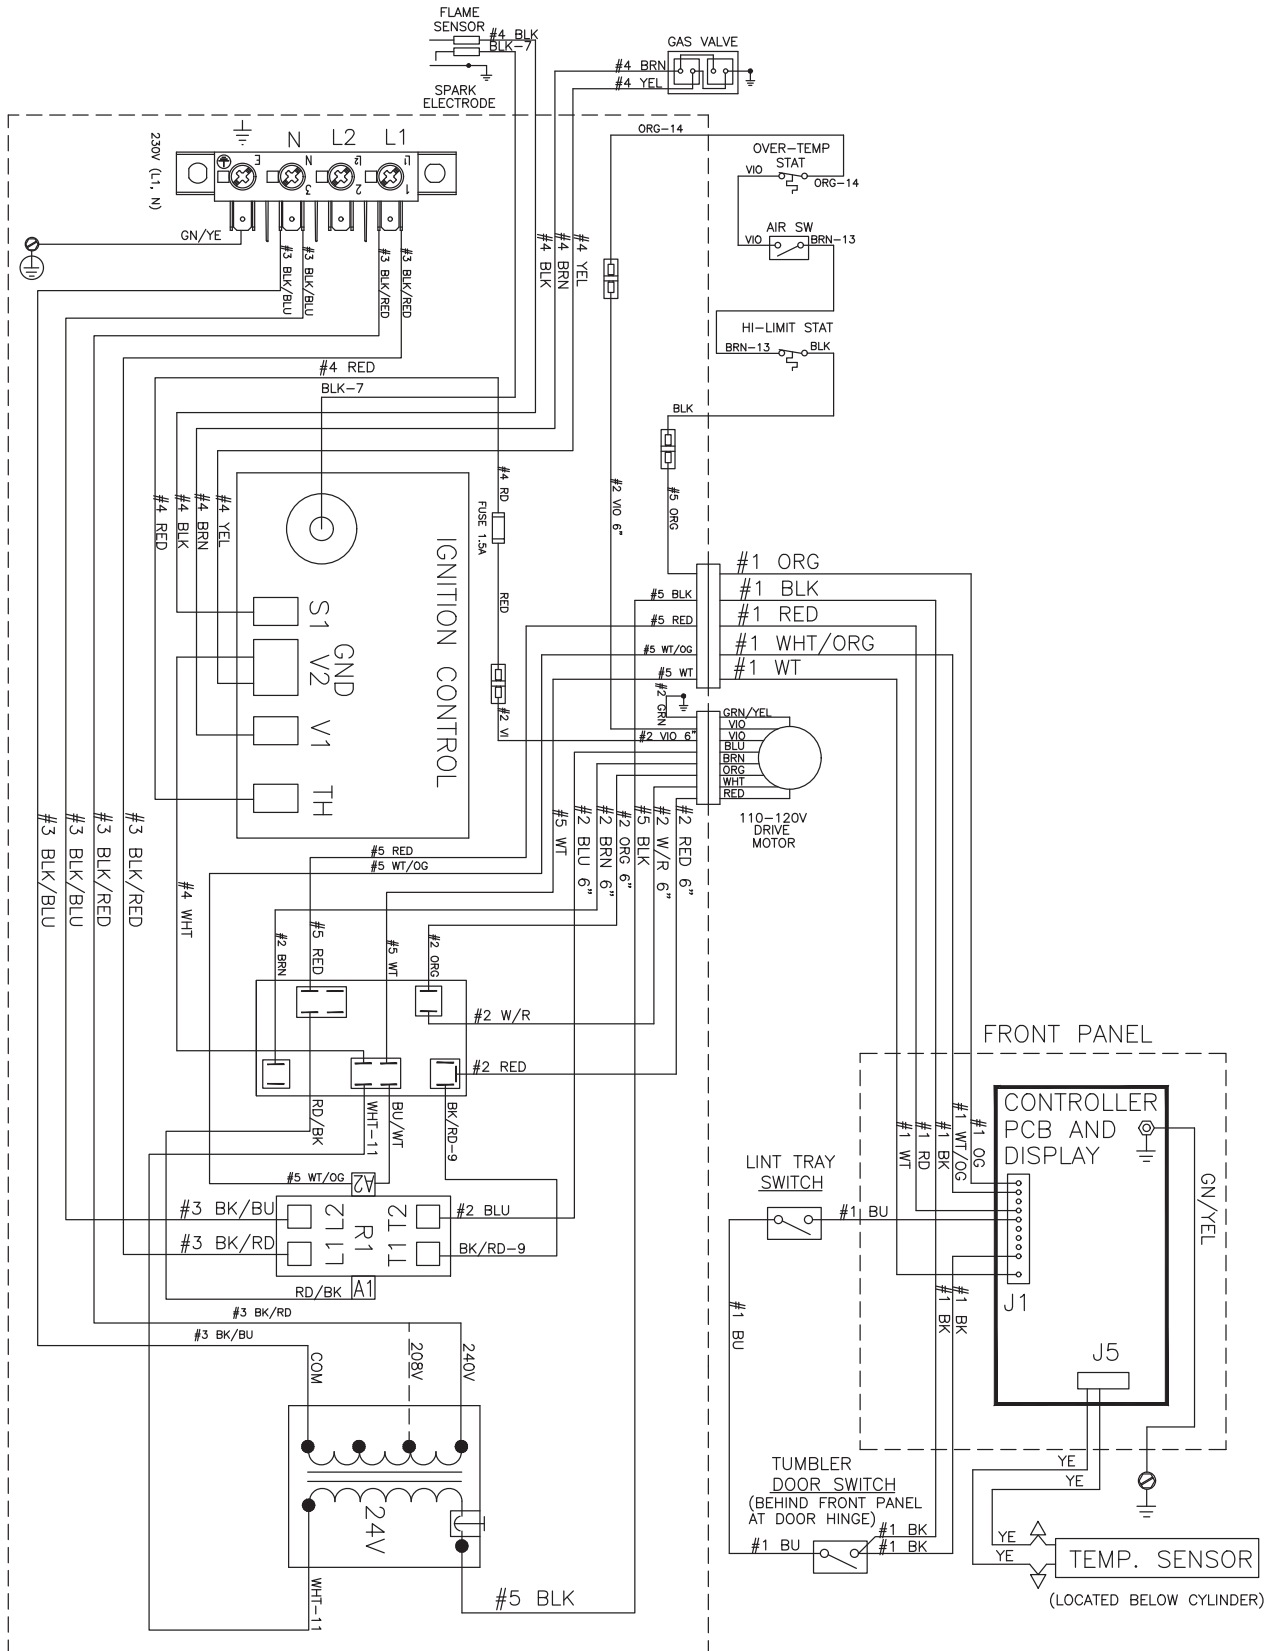 FLAME
SENSOR
#4 BLK
BLK-7
SPARK
ELECTRODE
GAS VALVE
#4 BRN
#4 YEL
ORG-14
OVER-TEMP
STAT
VIO
ORG-14
AIR SW
VIO
BRN-13
HI-LIMIT STAT
BRN-13
BLK
BLK
230V (L1, N)
N
L2
L1
E
N
L2
L1
3
2
1
GN/YE
#3 BLK/BLU
#3 BLK/BLU
#3 BLK/RED
#3 BLK/RED
#4 BLK
#4 BRN
#4 YEL
#4 RED
BLK-7
#4 RED
#4 BLK
#4 BRN
#4 YEL
#4 RD
FUSE 1.5A
RED
#2 VI
#2 VIO 6"
#5 ORG
IGNITION CONTROL
S1
GND
V2
V1
TH
#1 ORG
#5 BLK
#1 BLK
#5 RED
#1 RED
#5 WT/OG
#1 WHT/ORG
#5 WT
#1 WT
#2 GRN
GRN/YEL
VIO
#2 VIO 6"
VIO
BLU
BRN
ORG
WHT
RED
110-120V
DRIVE
MOTOR
#3 BLK/BLU
#3 BLK/BLU
#3 BLK/RED
#3 BLK/RED
#4 WHT
#5 RED
#5 WT/OG
#5 WT
#2 BLU 6"
#2 BRN 6"
#2 ORG 6"
#5 BLK
#2 W/R 6"
#2 RED 6"
#2 BRN
#5 RED
#5 WT
#2 ORG
#2 W/R
#2 RED
RD/BK
WHT-11
BU/WT
BK/RD-9
#5 WT/OG
A2
#3 BK/BU
L2
T2
#2 BLU
R1
#3 BK/RD
L1
T1
BK/RD-9
RD/BK
A1
#3 BK/RD
#3 BK/BU
COM
208V
240V
24V
WHT-11
#5 BLK
FRONT PANEL
CONTROLLER
PCB AND
DISPLAY
#1 WT
#1 RD
#1 BK
#1 WT/OG
#1 OG
GN/YEL
LINT TRAY
SWITCH
#1 BU
J1
#1 BU
#1 BK
#1 BK
J5
TUMBLER
DOOR SWITCH
(BEHIND FRONT PANEL
AT DOOR HINGE)
#1 BU
#1 BK
#1 BK
YE
YE
YE
YE
TEMP. SENSOR
(LOCATED BELOW CYLINDER)